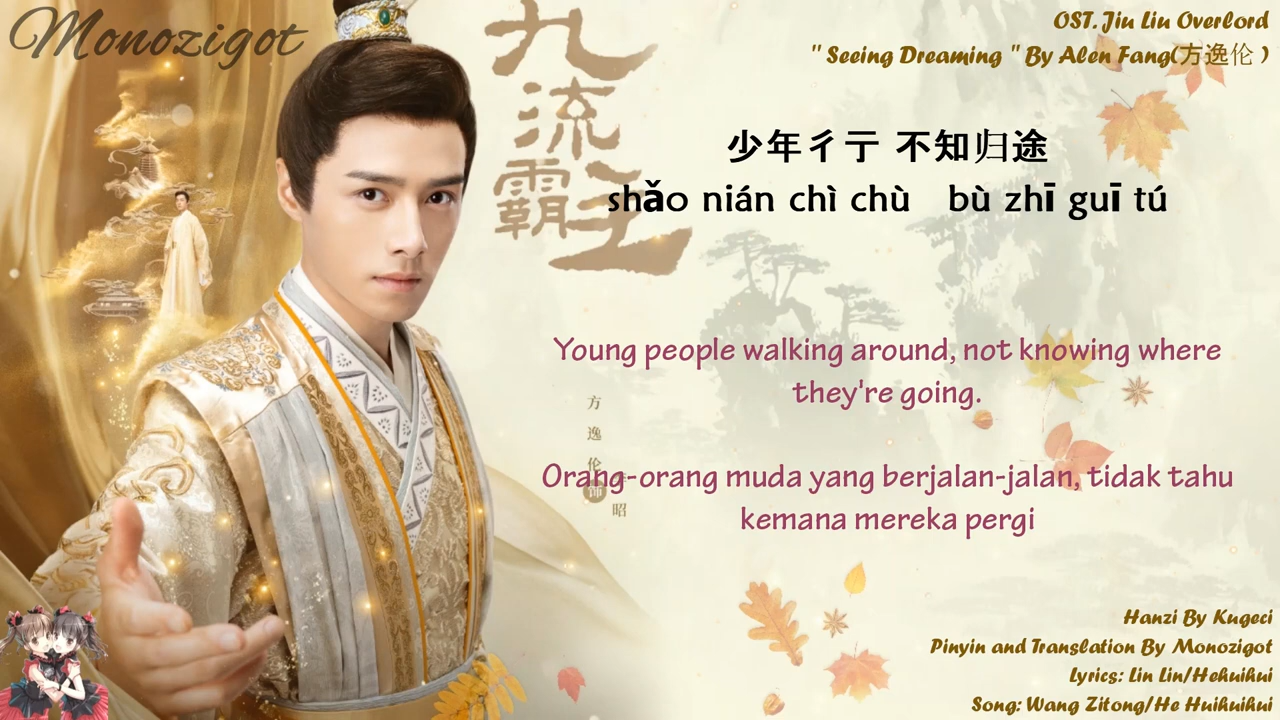 Monozigot
九流霸主
OST. Jiu Liu Overlord
" Seeing Dreaming " By Alen Fang(方逸伦 )
少年彳亍 不知归途
shǎo nián chì chù bù zhī guī tú
Young people walking around, not knowing where
they're going.
方逸伦 饰
昭
Orang-orang muda yang berjalan-jalan, tidak tahu
kemana mereka pergi
Hanzi By Kugeci
Pinyin and Translation By Monozigot
Lyrics: Lin Lin/Hehuihui
Song: Wang Zitong/He Huihuihui